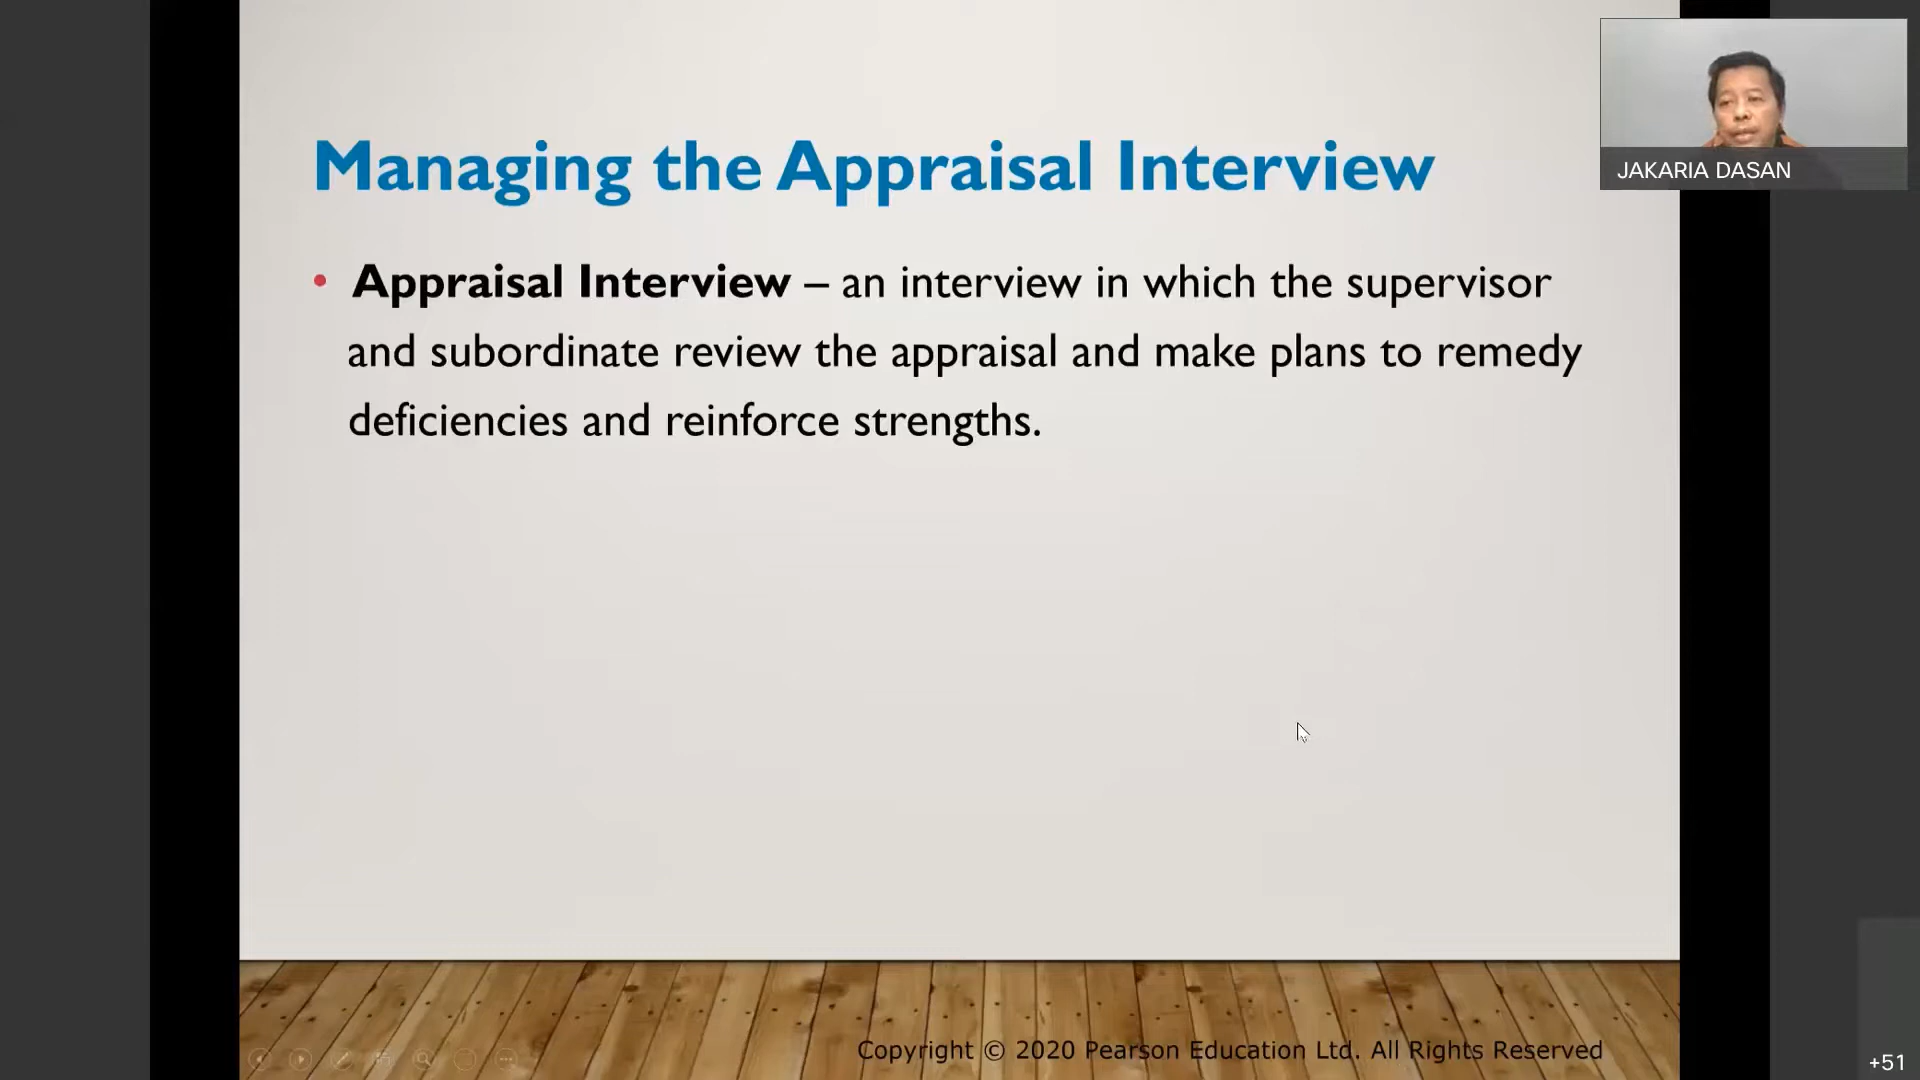 Managing the Appraisal Interview
JAKARIA DASAN
• Appraisal Interview – an interview in which the supervisor
and subordinate review the appraisal and make plans to remedy
deficiencies and reinforce strengths.
Copyright © 2020 Pearson Education Ltd. All Rights Reserved
+51